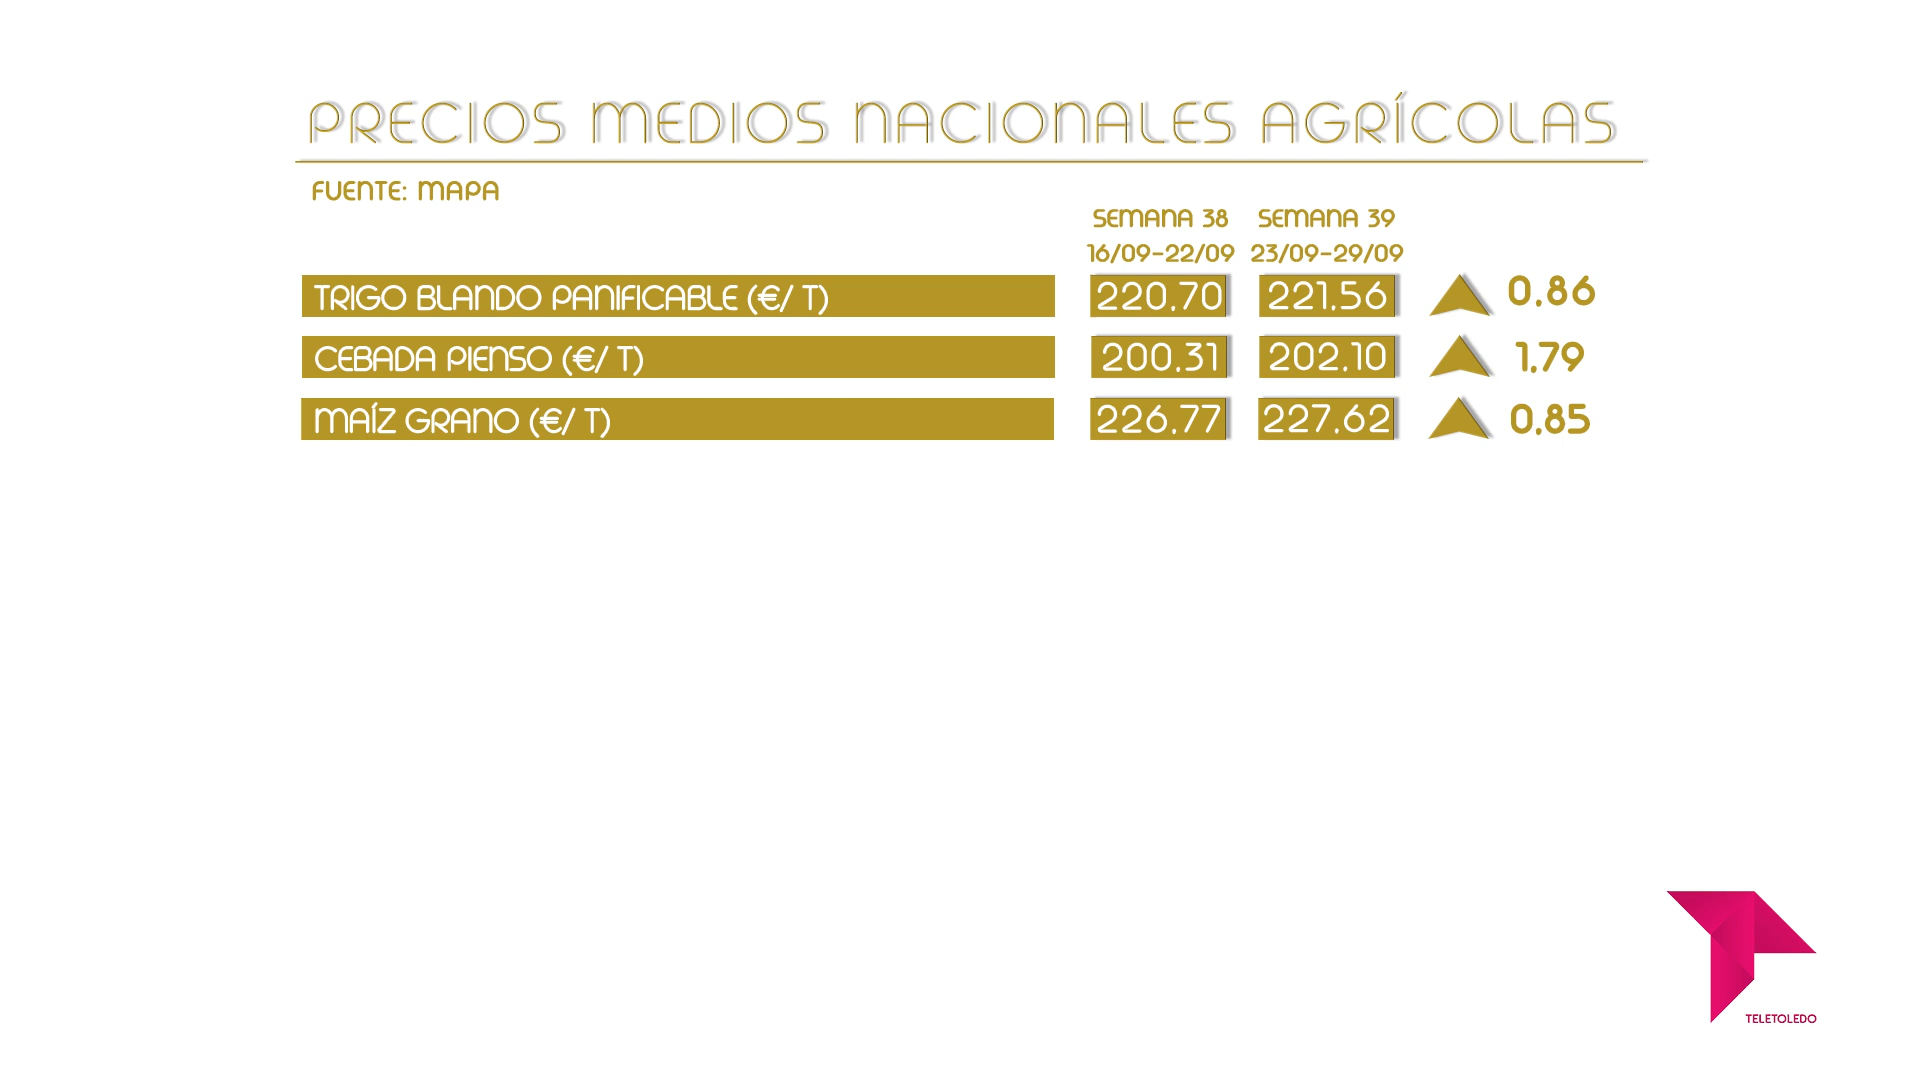 PRECIOS MEDIOS NACIONALES AGRÍCOLAS
FUENTE: MAPA
SEMANA 38 SEMANA 39
16/09-22/09 23/09-29/09
TRIGO BLANDO PANIFICABLE (€/ T) 220,70 221,56 0,86
CEBADA PIENSO (€/ T) 200,31 202,10 1,79
MAÍZ GRANO (€/ T) 226,77 227,62 0,85
TELETOLEDO